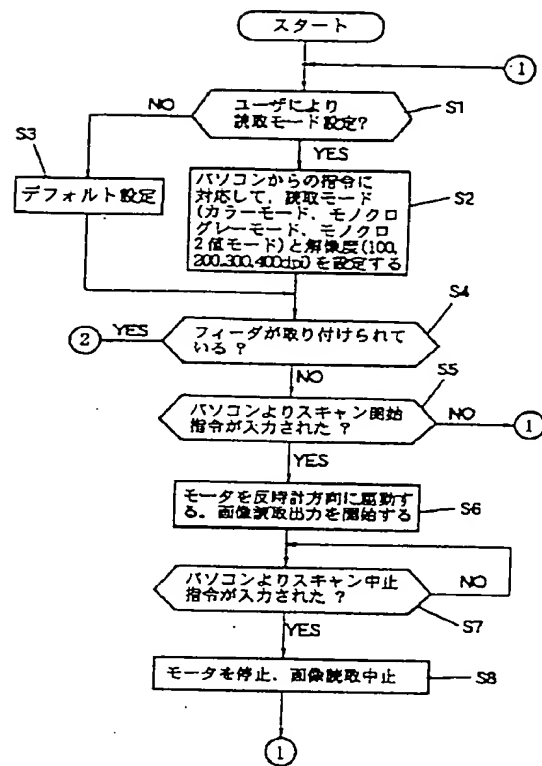 スタート
1
ユーザにより
読取モード設定?
S1
NO
YES
S3
デフォルト設定
パソコンからの指令に
対応して、読取モード
(カラーモード、モノクロ
グレーモード、モノクロ
2値モード)と解像度(100,
200,300,400dpi)を設定する
S2
S4
2
YES
フィーダが取り付けられて
いる?
NO
S5
パソコンよりスキャン開始
指令が入力された?
NO
1
YES
モータを反時計方向に駆動す
る。画像読取出力を開始する
S6
パソコンよりスキャン中止
指令が入力された?
NO
S7
YES
モータを停止、画像読取中止
S8
1